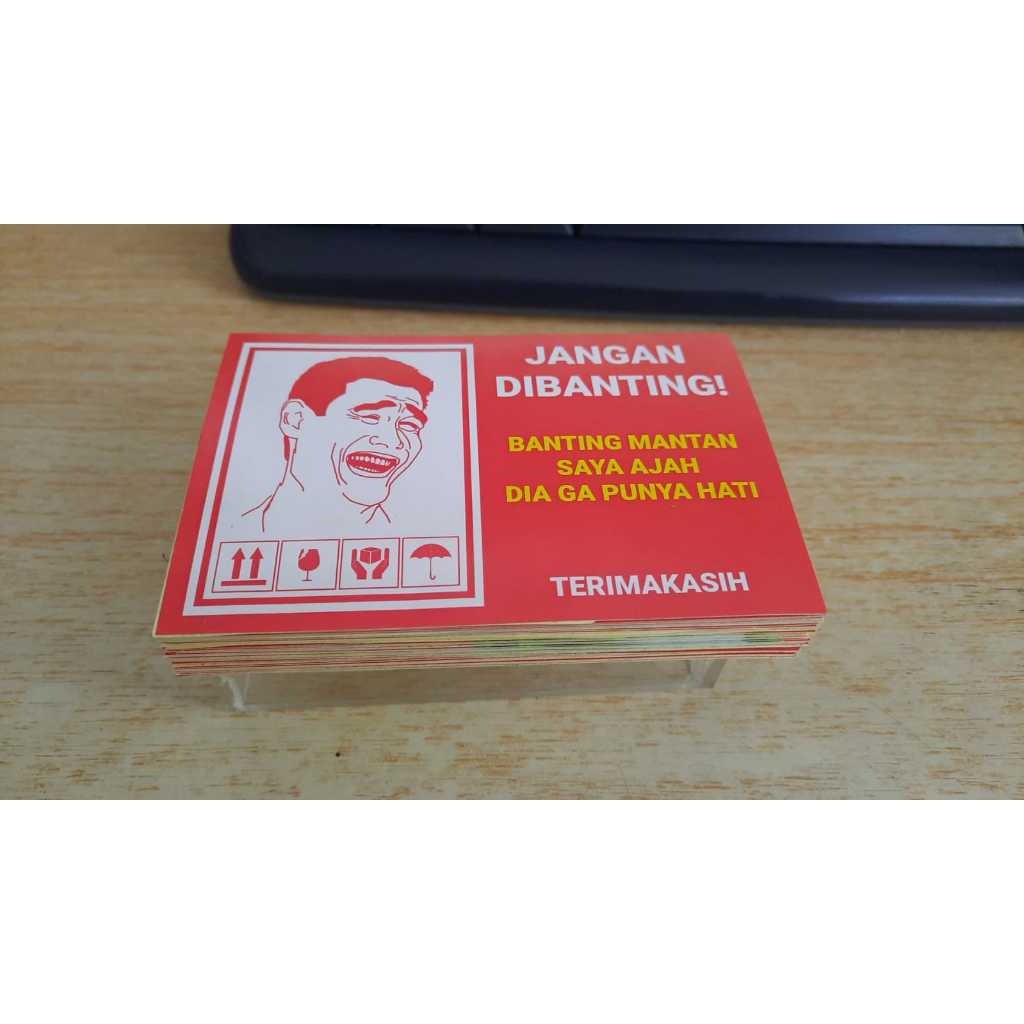 JANGAN
DIBANTING!
BANTING MANTAN
SAYA AJAH
DIA GA PUNYA HATI
TERIMAKASIH